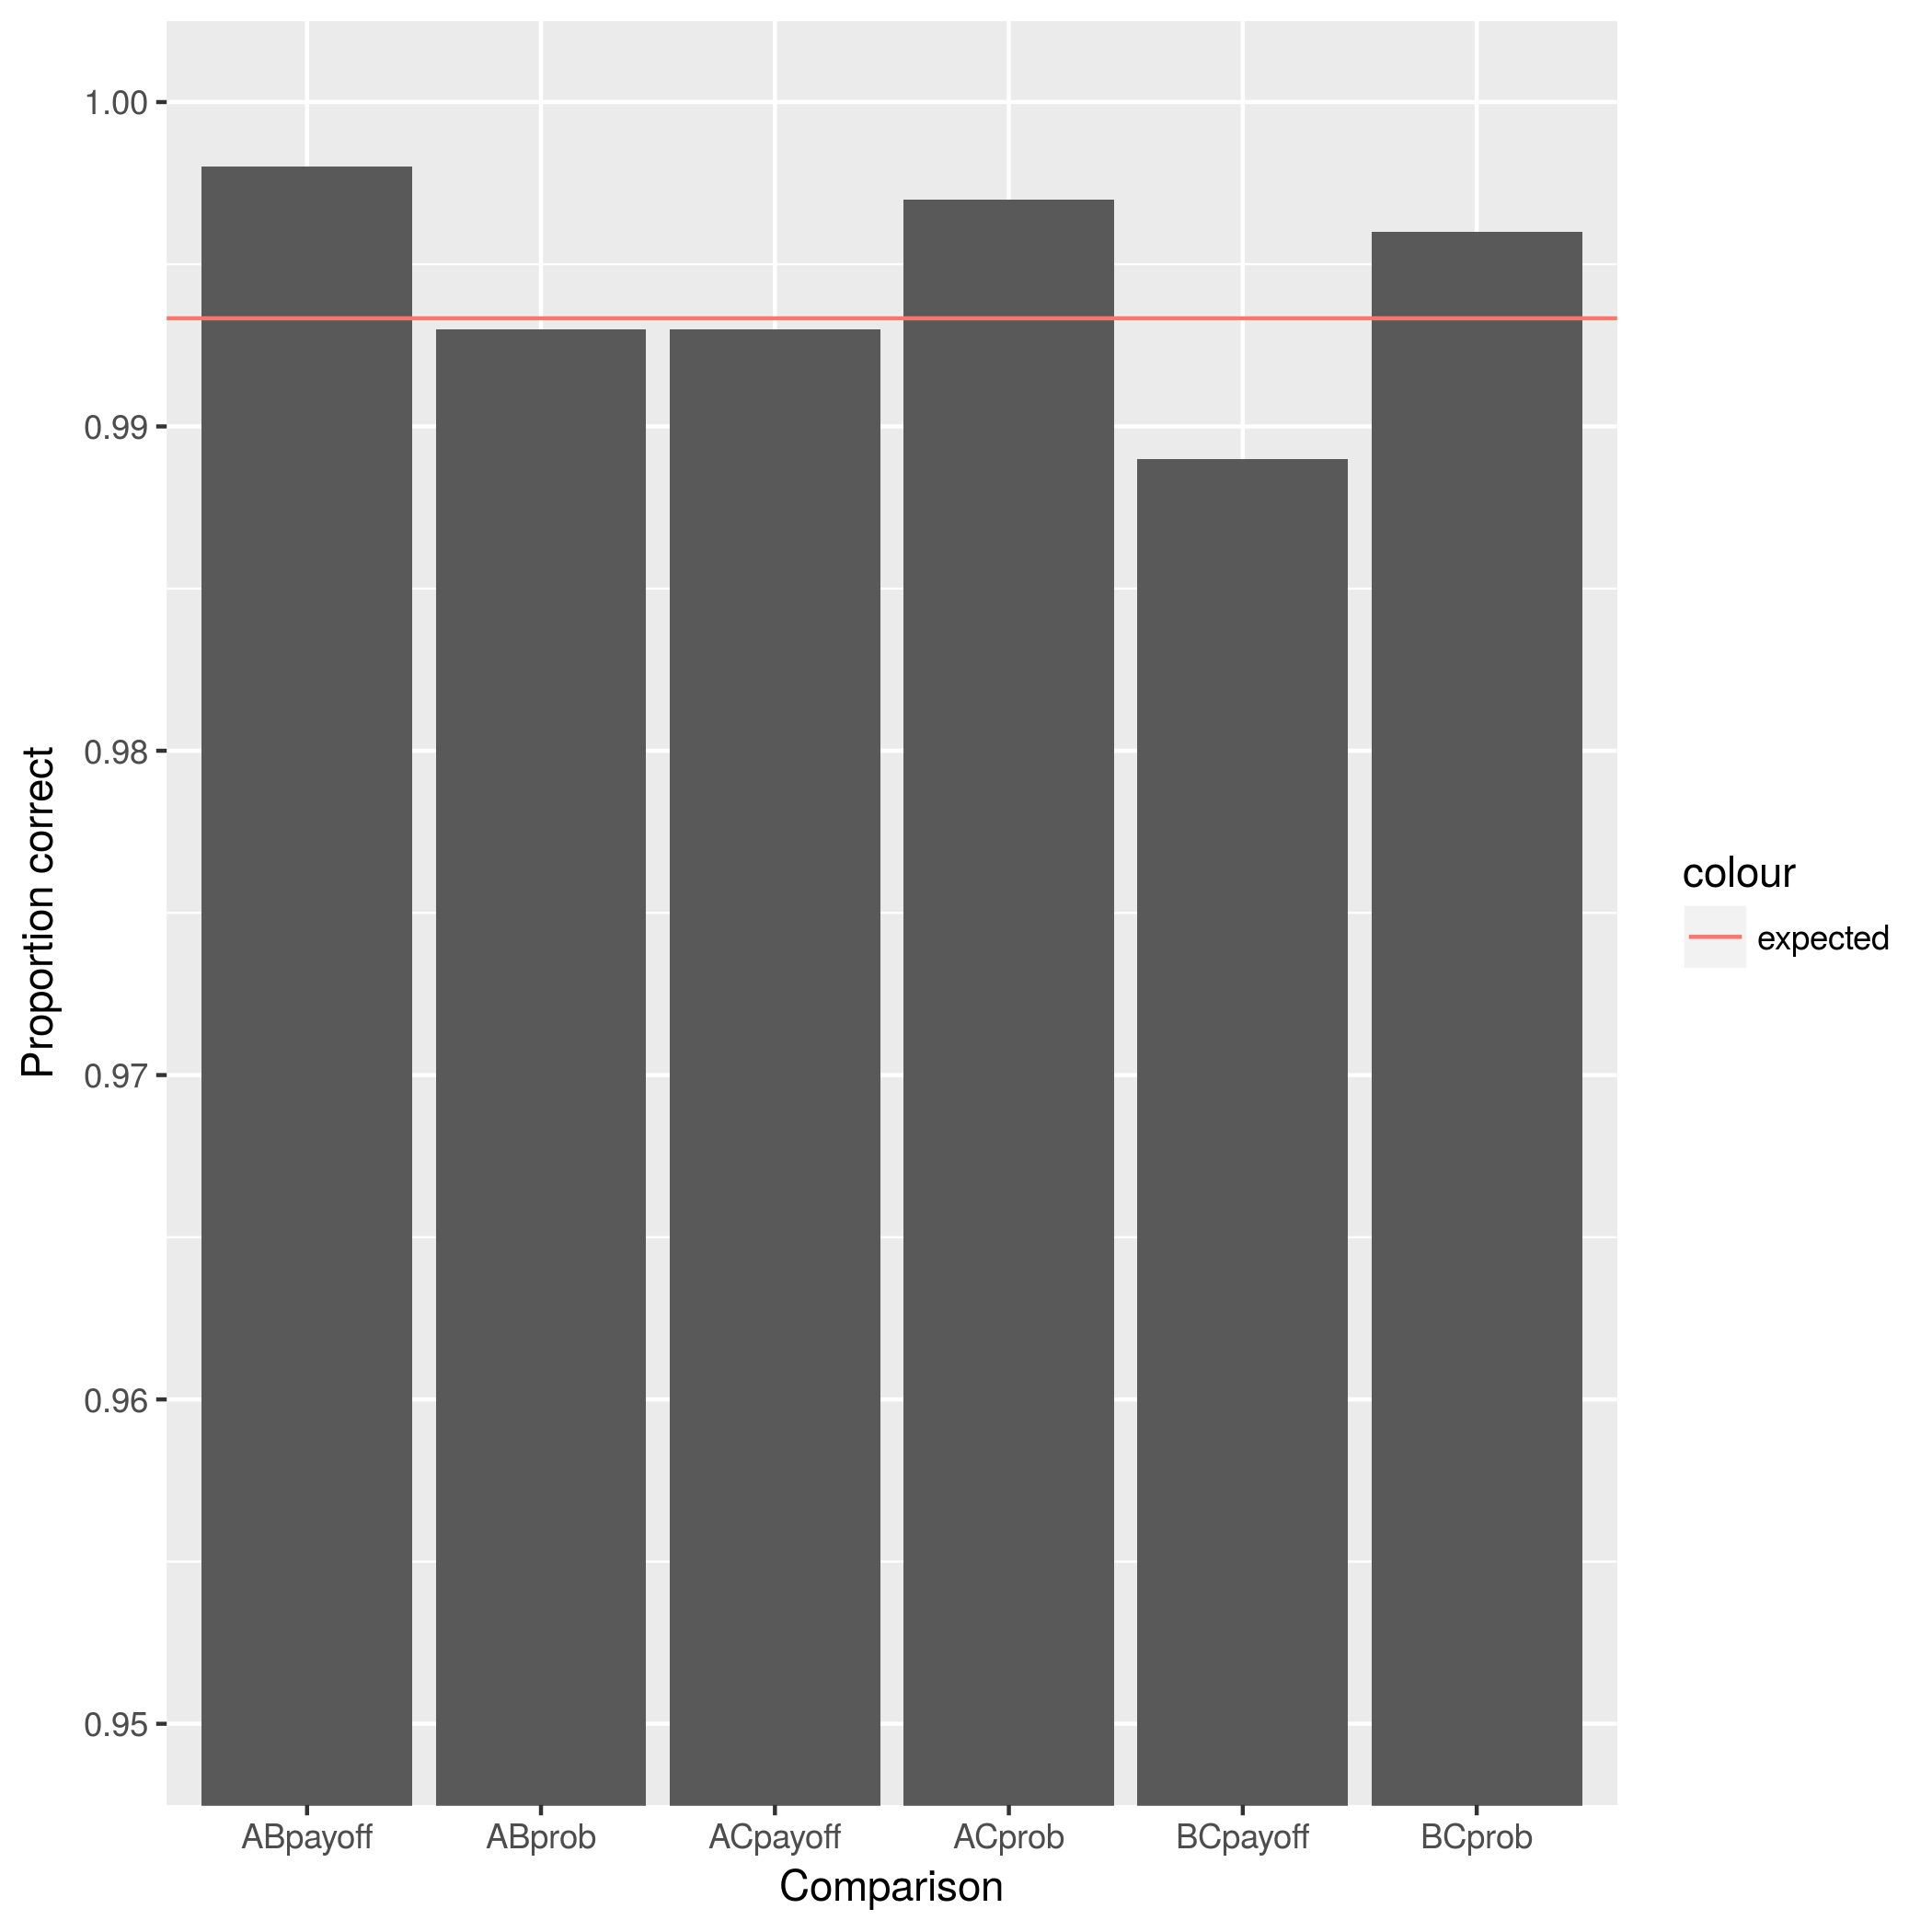 1.00
0.99
0.98
0.97
0.96
0.95
Proportion correct
ABpayoff ABprob ACpayoff ACprob BCpayoff BCprob
Comparison
colour
expected